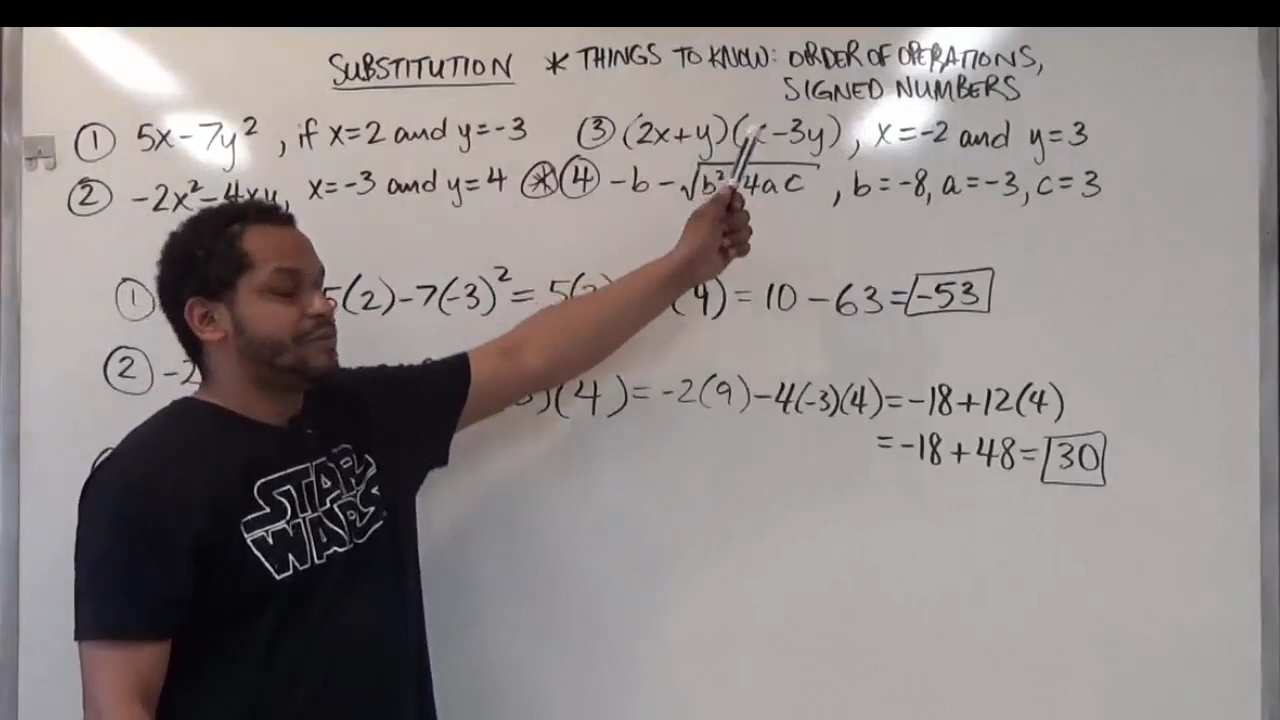 SUBSTITUTION * THINGS TO KNOW: ORDER OF OPERATIONS,
SIGNED NUMBERS
① 5x-7y², if x=2 and y=-3 ③ (2x+y)(x-3y), x=-2 and y=3
② -2x²-4xy, x=-3 and y=4 * ④ -b-√b²-4ac, b=-8, a=-3, c=3
① 5(2)-7(-3)²= 5( (9)=10-63=-53
② -2
)(4)=-2(9)-4(-3)(4)=-18+12(4)
=-18+48=30
STAR
WARS